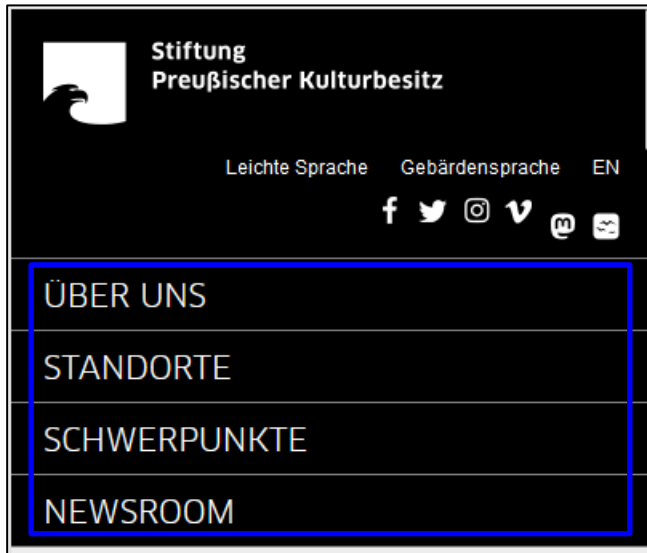 Stiftung
Preußischer Kulturbesitz
Leichte Sprache Gebärdensprache EN
ÜBER UNS
STANDORTE
SCHWERPUNKTE
NEWSROOM